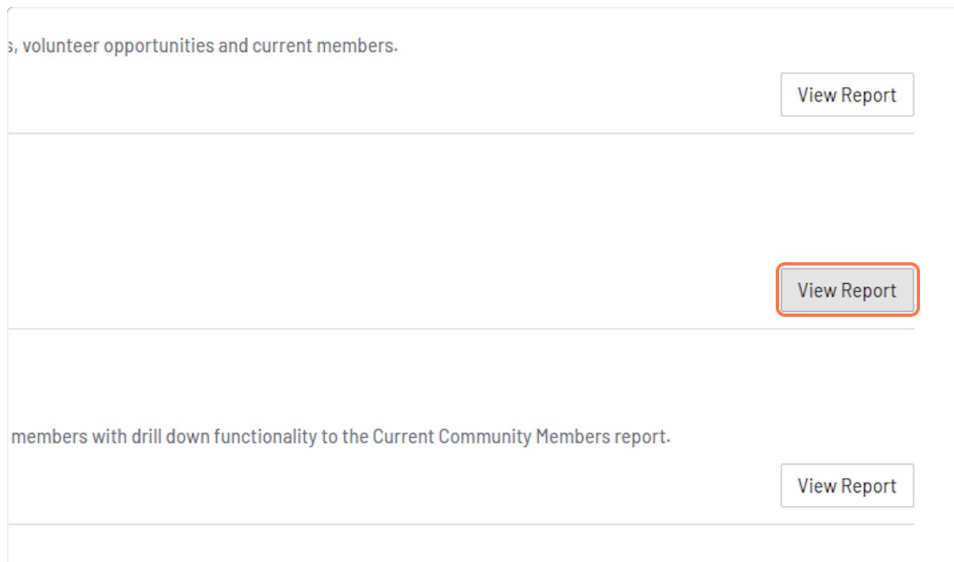 , volunteer opportunities and current members.
View Report
View Report
members with drill down functionality to the Current Community Members report.
View Report